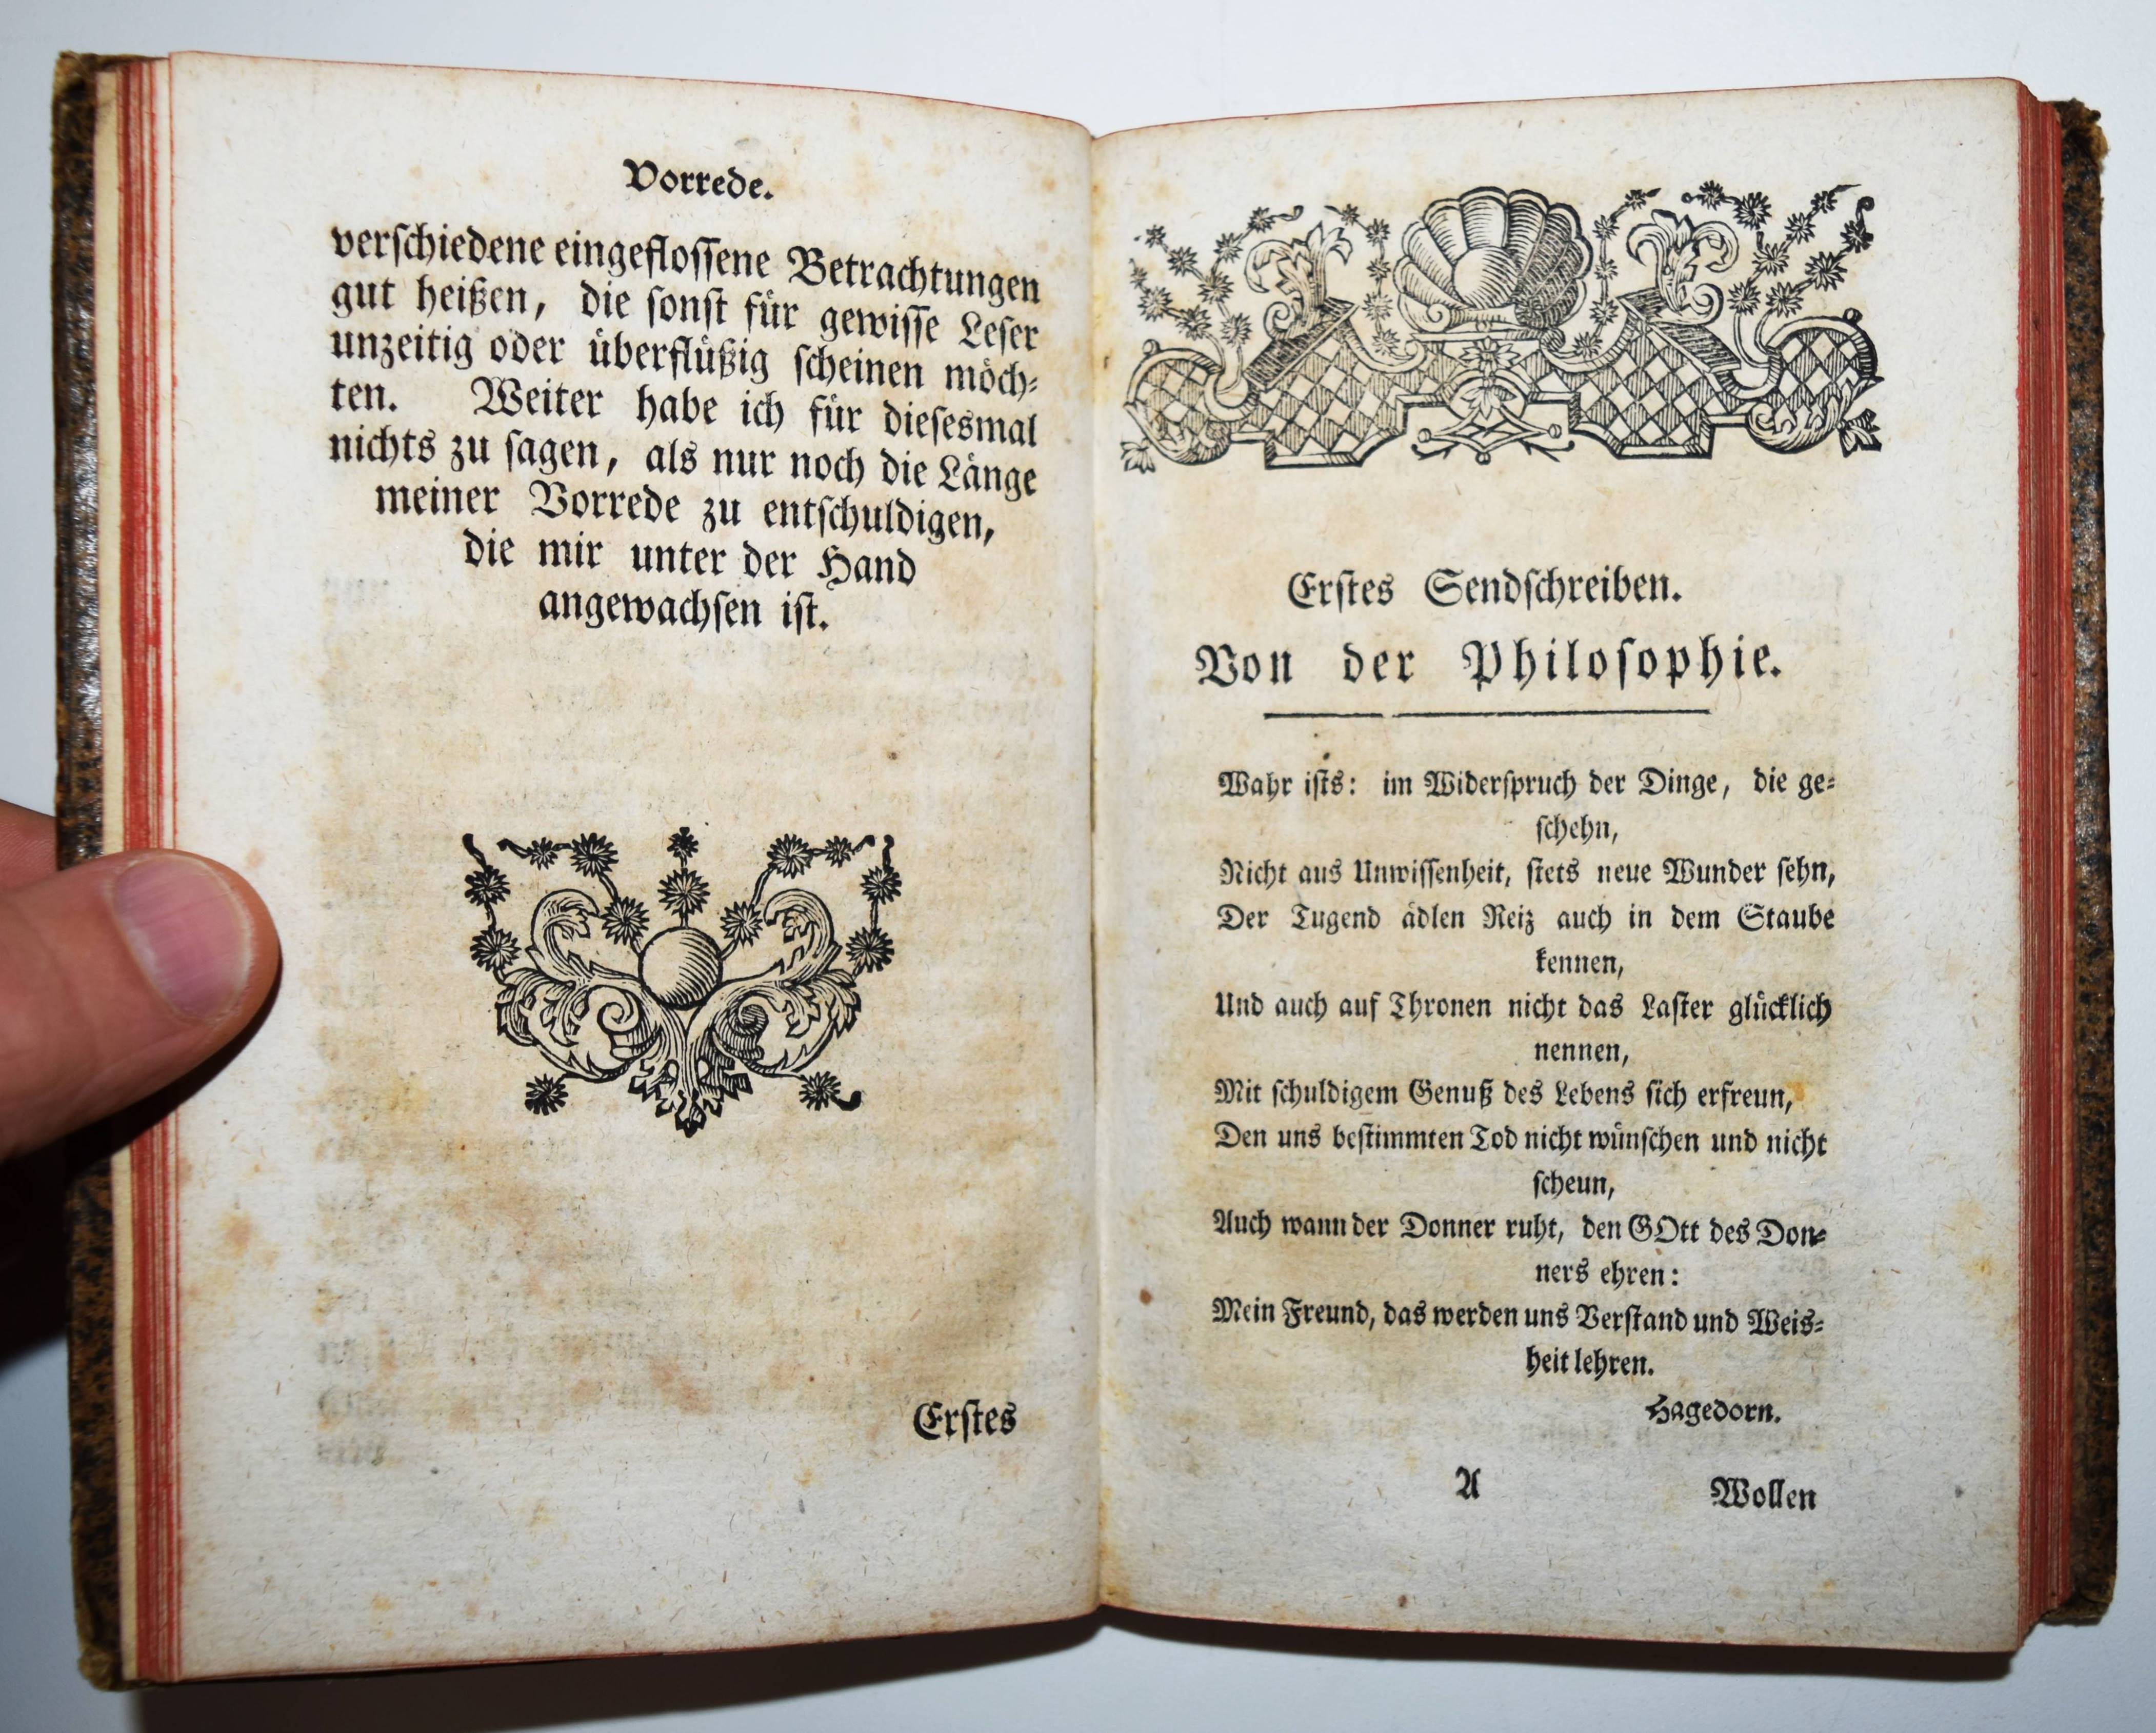 Vorrede.
verſchiedene eingefloſſene Betrachtungen
gut heißen, die ſonſt für gewiſſe Leſer
unzeitig oder überflüßig ſcheinen möch⸗
ten. Weiter habe ich für dieſesmal
nichts zu ſagen, als nur noch die Länge
meiner Vorrede zu entſchuldigen,
die mir unter der Hand
angewachſen iſt.
Erſtes
Erſtes Sendſchreiben.
Von der Philoſophie.
Wahr iſts: im Widerſpruch der Dinge, die ge⸗
ſchehn,
Nicht aus Unwiſſenheit, ſtets neue Wunder ſehn,
Der Tugend ädlen Reiz auch in dem Staube
kennen,
Und auch auf Thronen nicht das Laſter glücklich
nennen,
Mit ſchuldigem Genuß des Lebens ſich erfreun,
Den uns beſtimmten Tod nicht wünſchen und nicht
ſcheun,
Auch wann der Donner ruht, den GOtt des Don⸗
ners ehren:
Mein Freund, das werden uns Verſtand und Weis⸗
heit lehren.
Hagedorn.
A
Wollen